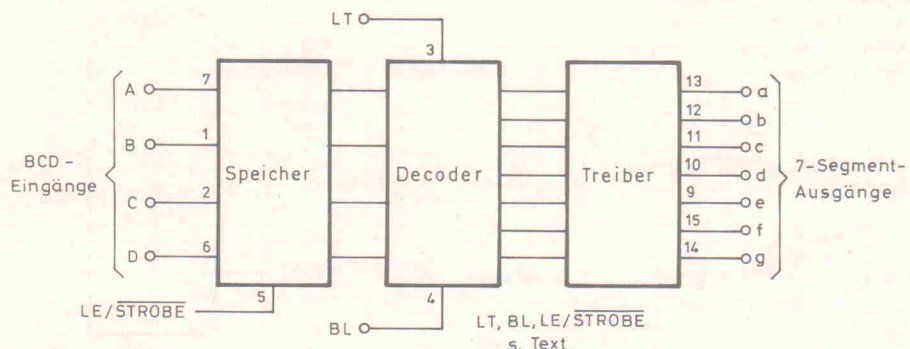 LT
3
A 7
B 1
BCD-
Eingänge
C 2
D 6
Speicher
Decoder
Treiber
13 a
12 b
11 c
10 d
9 e
15 f
14 g
7-Segment-
Ausgänge
5
LE/STROBE
4
BL
LT, BL, LE/STROBE
s. Text